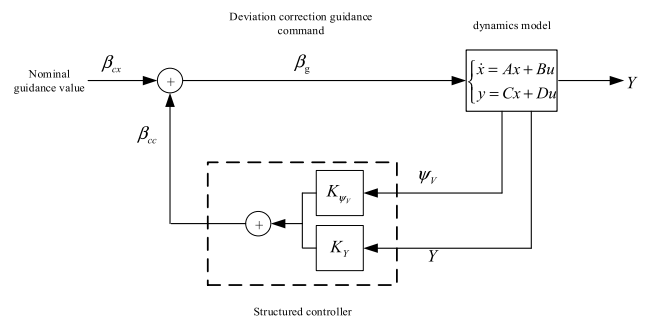 Deviation correction guidance
command
dynamics model
Nominal
guidance value
β_cx
+
β_g
{ẋ = Ax + Bu
y = Cx + Du
Y
β_cc
ψ_V
K_ψ_V
+
K_Y
Y
Structured controller